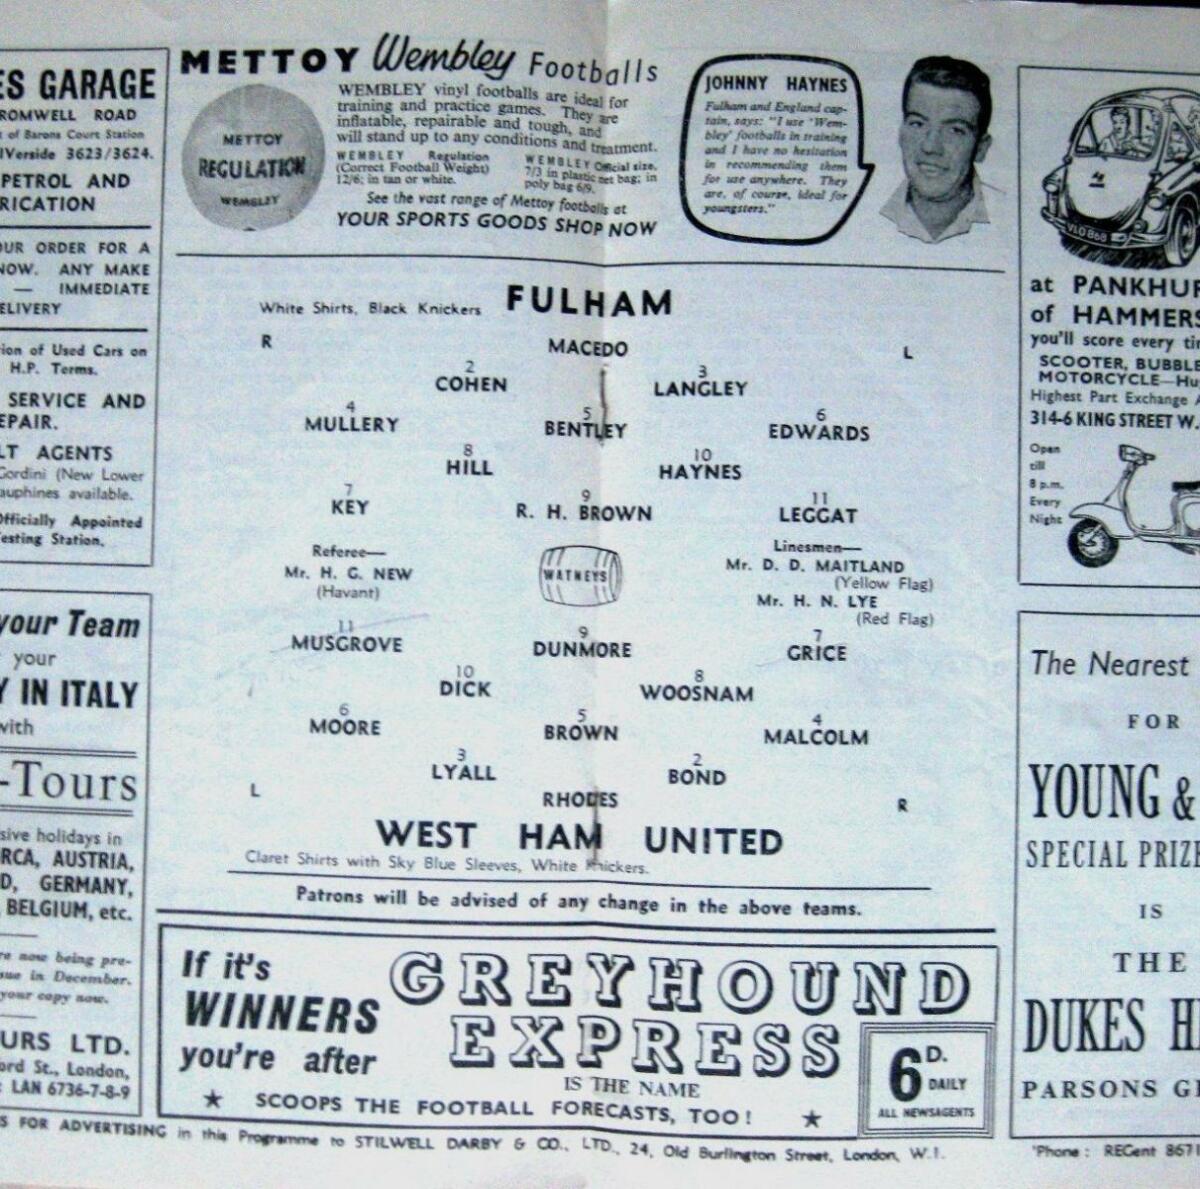 METTOY Wembley Footballs
METTOY
REGULATION
WEMBLEY
WEMBLEY vinyl footballs are ideal for
training and practice games. They are
inflatable, repairable and tough, and
will stand up to any conditions and treatment.
WEMBLEY Regulation
(Correct Football Weight)
12/6; in tan or white.
WEMBLEY Official size.
7/3 in plastic net bag; in
poly bag 6/9.
See the vast range of Mettoy footballs at
YOUR SPORTS GOODS SHOP NOW
JOHNNY HAYNES
Fulham and England cap-
tain, says: "I use 'Wem-
bley' footballs in training
and I have no hesitation
in recommending them
for use anywhere. They
are, of course, ideal for
youngsters."
ES GARAGE
ROMWELL ROAD
t of Barons Court Station
IVerside 3623/3624.
PETROL AND
RICATION
OUR ORDER FOR A
NOW. ANY MAKE
— IMMEDIATE
ELIVERY
ion of Used Cars on
H.P. Terms.
SERVICE AND
EPAIR.
LT AGENTS
Gordini (New Lower
auphines available.
Officially Appointed
esting Station.
your Team
your
Y IN ITALY
with
-Tours
sive holidays in
RCA, AUSTRIA,
D, GERMANY,
BELGIUM, etc.
re now being pre-
sue in December.
your copy now.
URS LTD.
ord St., London,
: LAN 6736-7-8-9
White Shirts, Black Knickers FULHAM
R
MACEDO
L
2
COHEN
3
LANGLEY
4
MULLERY
5
BENTLEY
6
EDWARDS
8
HILL
10
HAYNES
7
KEY
9
R. H. BROWN
11
LEGGAT
Referee—
Mr. H. G. NEW
(Havant)
WATNEYS
Linesmen—
Mr. D. D. MAITLAND
(Yellow Flag)
Mr. H. N. LYE
(Red Flag)
11
MUSGROVE
9
DUNMORE
7
GRICE
10
DICK
8
WOOSNAM
6
MOORE
5
BROWN
4
MALCOLM
3
LYALL
2
BOND
L
RHODES
R
WEST HAM UNITED
Claret Shirts with Sky Blue Sleeves, White Knickers.
Patrons will be advised of any change in the above teams.
If it's
WINNERS
you're after
GREYHOUND
EXPRESS
IS THE NAME
★ SCOOPS THE FOOTBALL FORECASTS, TOO! ★
6D.
DAILY
ALL NEWSAGENTS
S FOR ADVERTISING in this Programme to STILWELL DARBY & CO., LTD., 24, Old Burlington Street, London, W.1.
VLO 868
at PANKHUR
of HAMMERS
you'll score every ti
SCOOTER, BUBBLE
MOTORCYCLE—Hu
Highest Part Exchange A
314-6 KING STREET W.
Open
till
8 p.m.
Every
Night
The Nearest
FOR
YOUNG &
SPECIAL PRIZE
IS
THE
DUKES H
PARSONS G
'Phone: REGent 8671